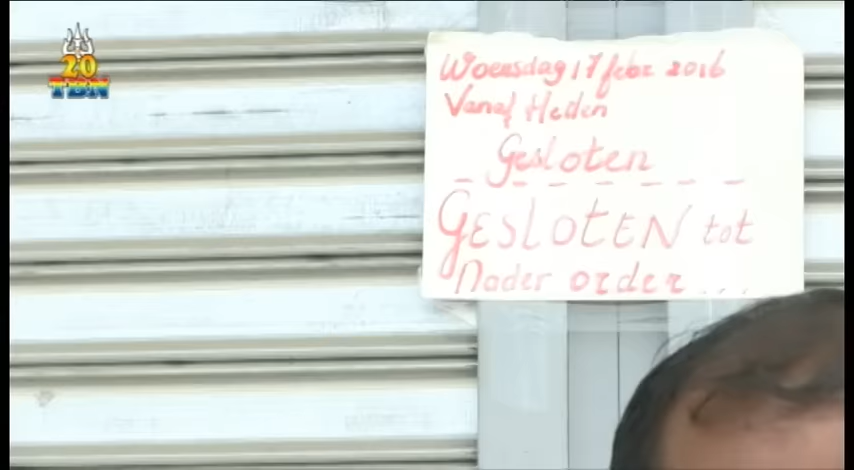 20
TBN
Woensdag 17 febr 2016
Vanaf Heden
Gesloten
GESLOTEN tot
Nader order...